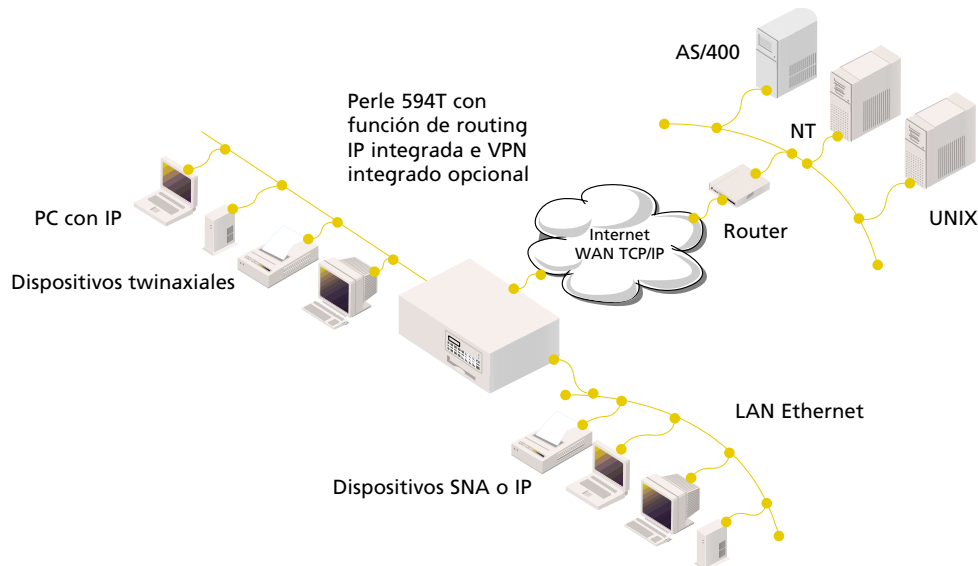 AS/400
Perle 594T con
función de routing
IP integrada e VPN
integrado opcional
NT
PC con IP
UNIX
Internet
WAN TCP/IP
Router
Dispositivos twinaxiales
LAN Ethernet
Dispositivos SNA o IP